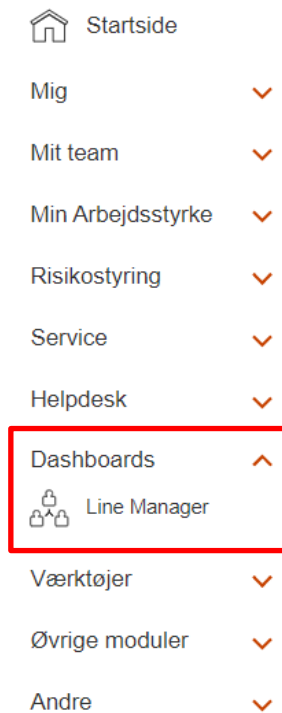 Startside
Mig
Mit team
Min Arbejdsstyrke
Risikostyring
Service
Helpdesk
Dashboards
Line Manager
Værktøjer
Øvrige moduler
Andre